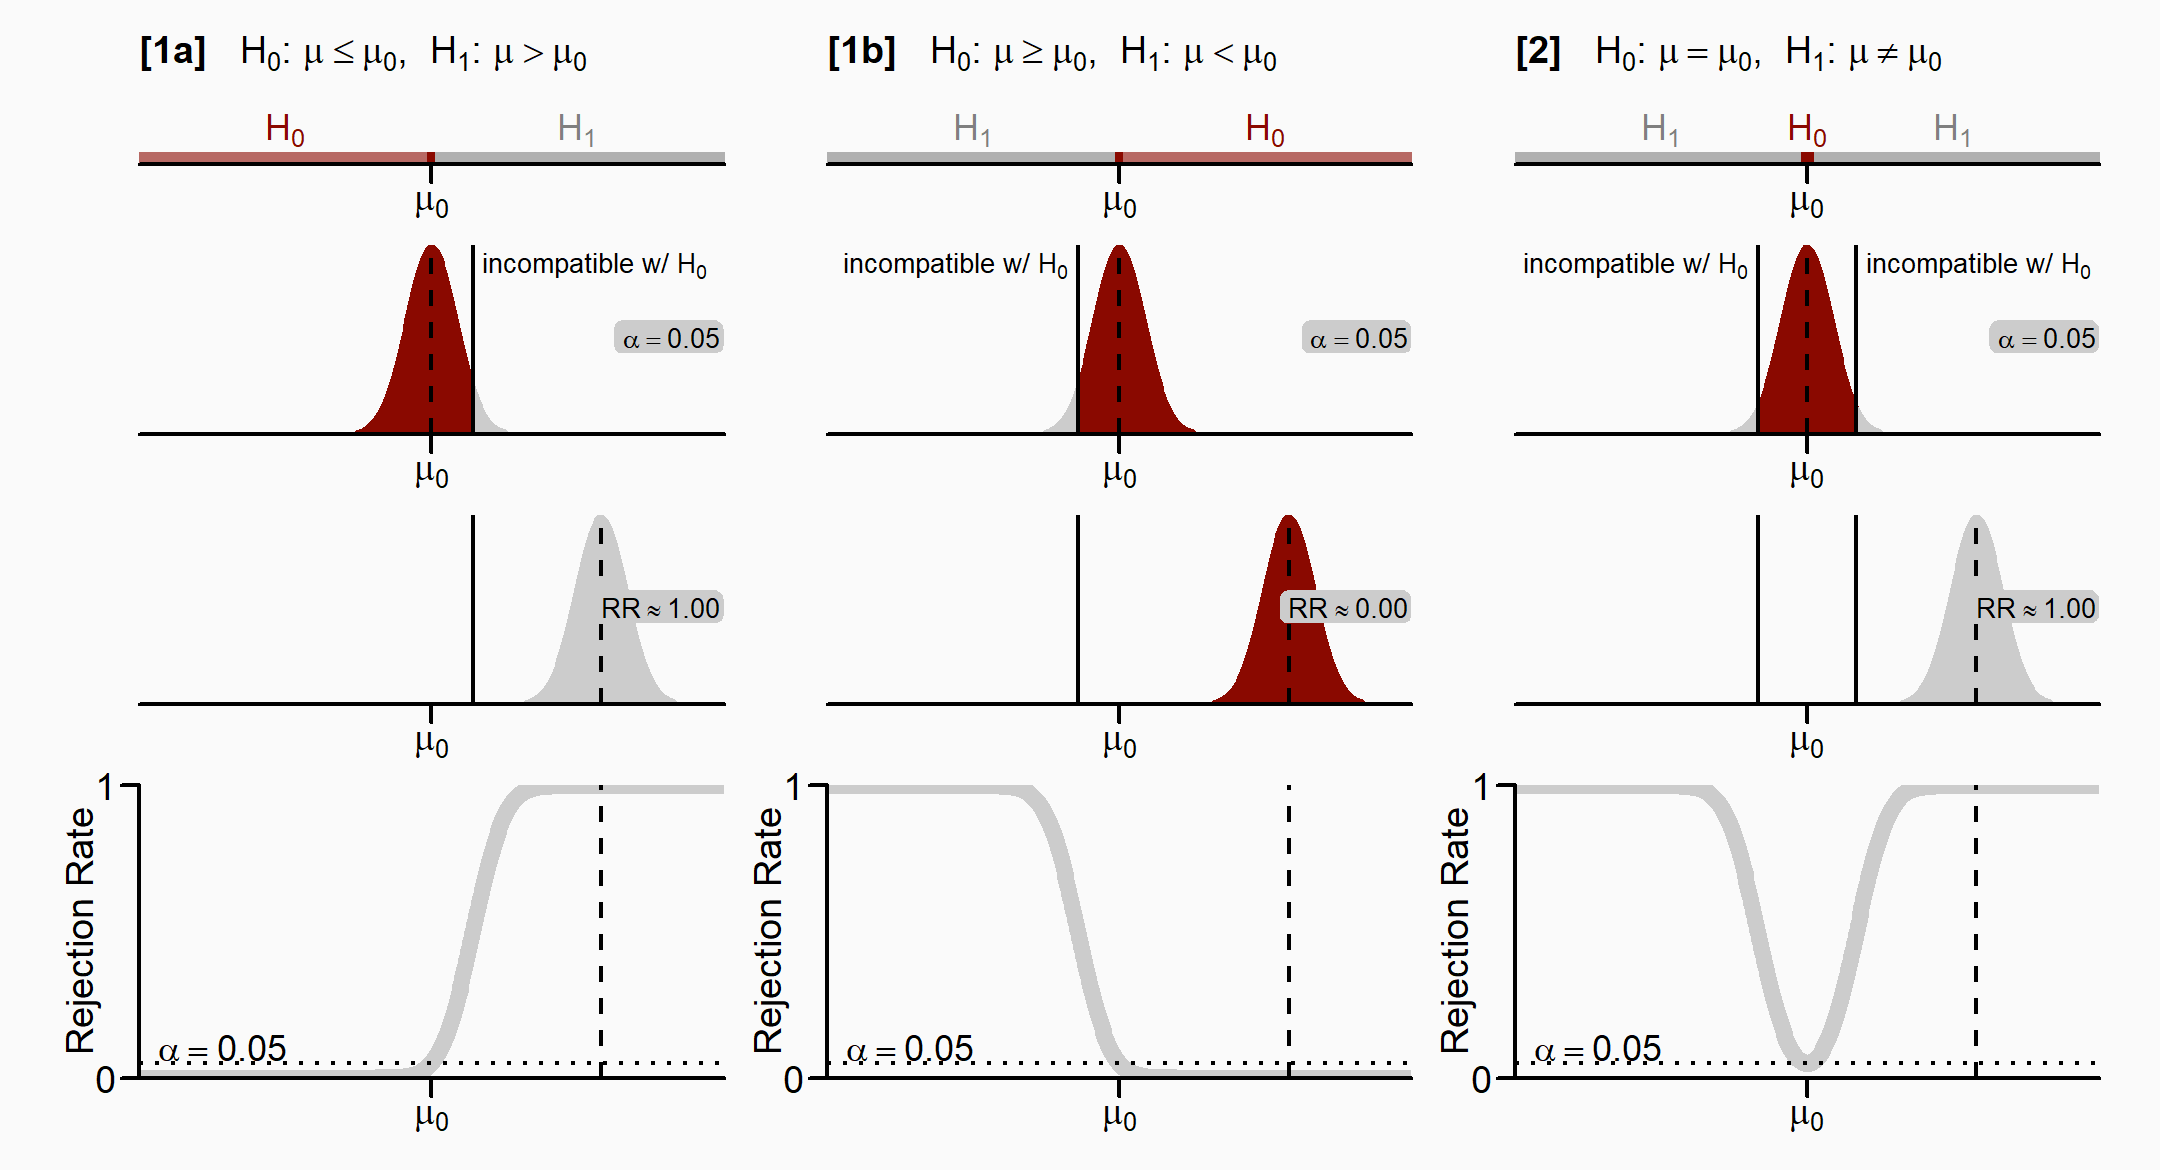 [1a] H₀: μ ≤ μ₀, H₁: μ > μ₀
H₀ H₁
μ₀
incompatible w/ H₀
α = 0.05
μ₀
RR ≈ 1.00
μ₀
1
Rejection Rate
α = 0.05
0
μ₀
[1b] H₀: μ ≥ μ₀, H₁: μ < μ₀
H₁ H₀
μ₀
incompatible w/ H₀
α = 0.05
μ₀
RR ≈ 0.00
μ₀
1
Rejection Rate
α = 0.05
0
μ₀
[2] H₀: μ = μ₀, H₁: μ ≠ μ₀
H₁ H₀ H₁
μ₀
incompatible w/ H₀ incompatible w/ H₀
α = 0.05
μ₀
RR ≈ 1.00
μ₀
1
Rejection Rate
α = 0.05
0
μ₀